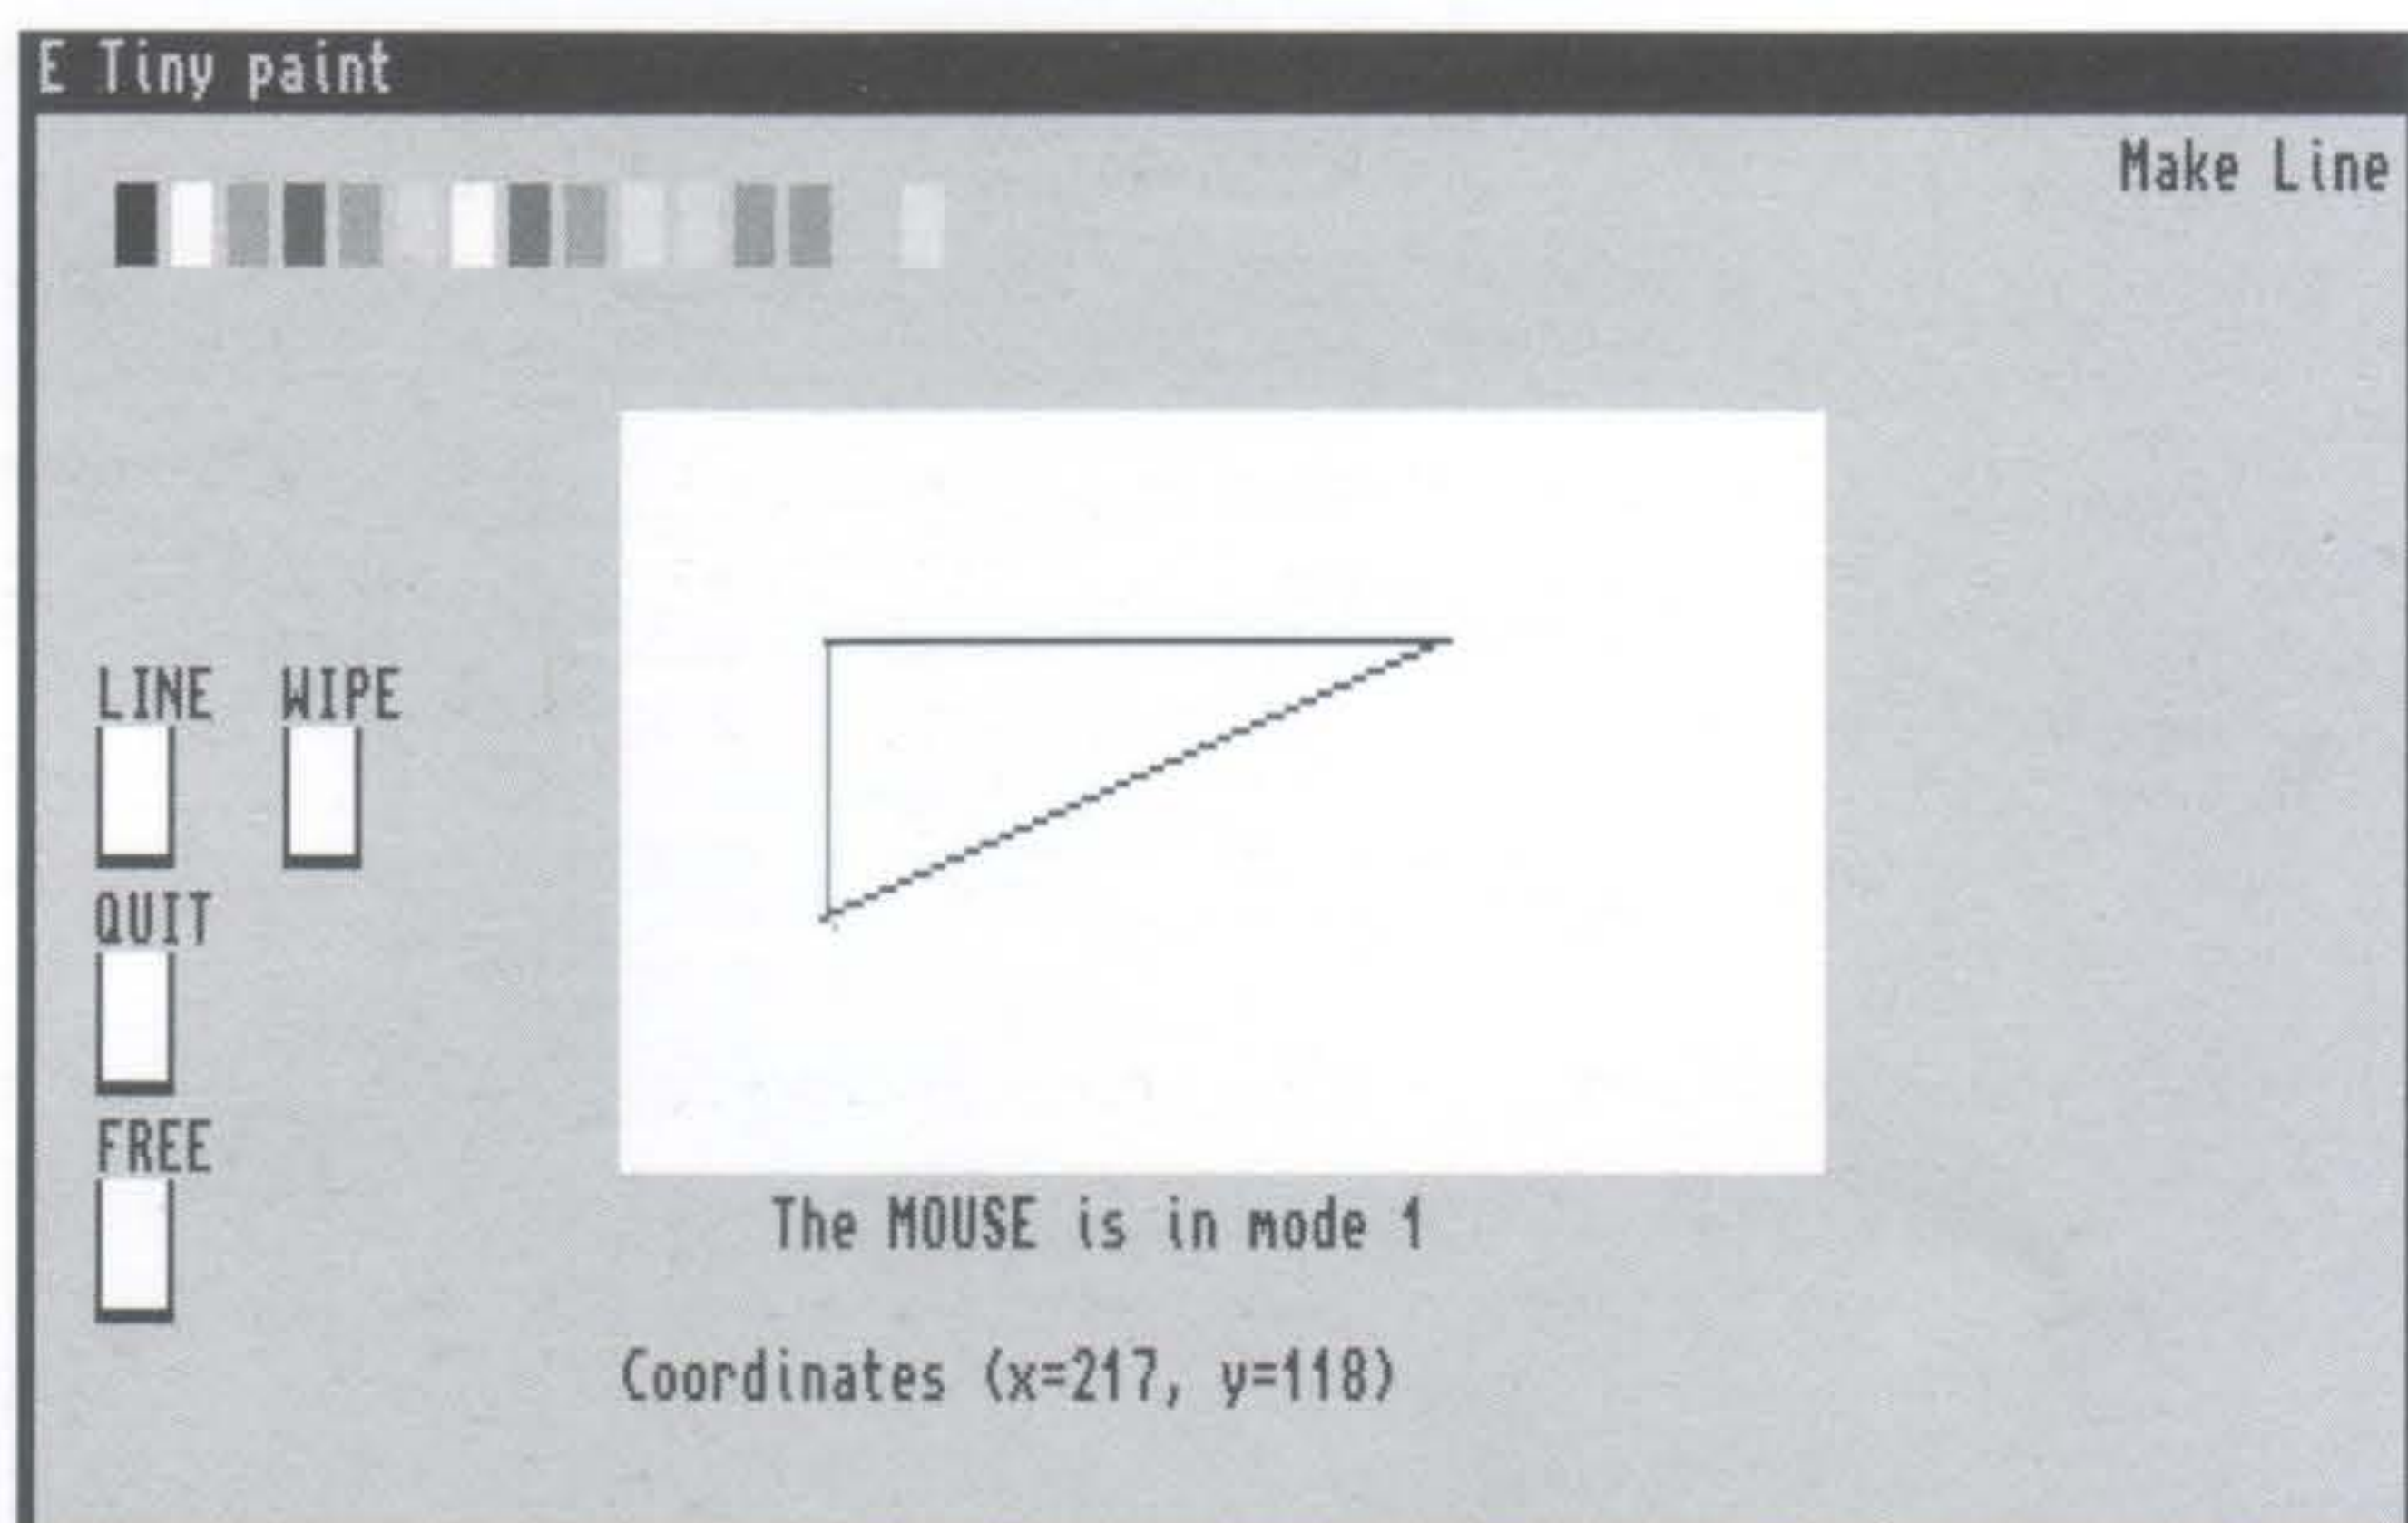 E Tiny paint
Make Line
LINE WIPE
QUIT
FREE
The MOUSE is in mode 1
Coordinates (x=217, y=118)